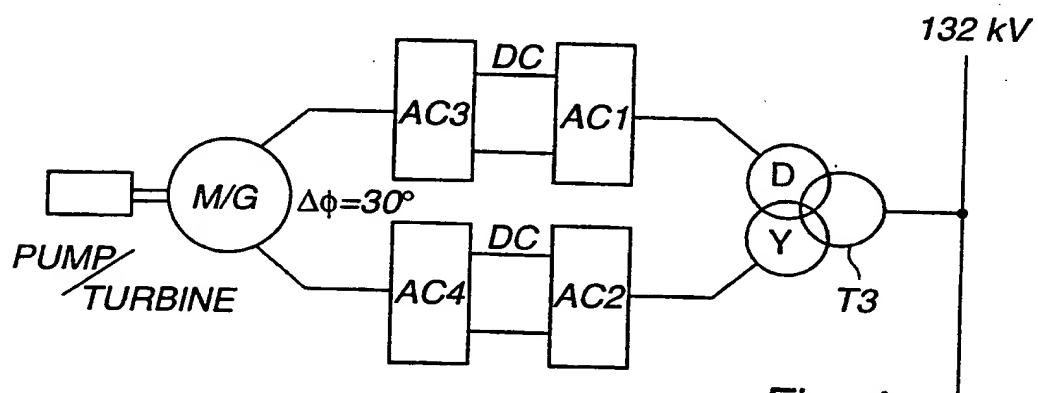 132 kV
DC
AC3
AC1
D
M/G
Δϕ=30°
Y
DC
PUMP/
TURBINE
AC4
AC2
T3